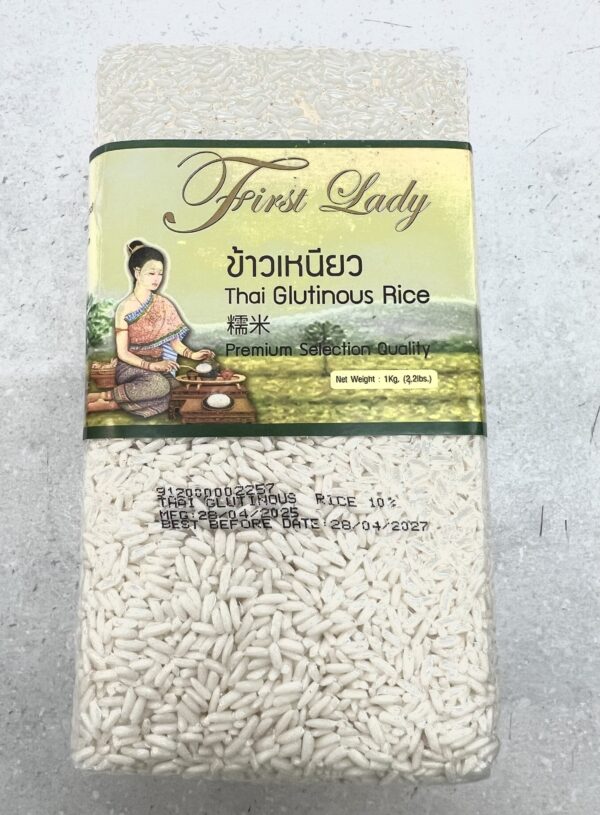 First Lady
ข้าวเหนียว
Thai Glutinous Rice
糯米
Premium Selection Quality
Net Weight : 1Kg. (2.2lbs.)
912000002257
THAI GLUTINOUS RICE 10%
MFG:28/04/2025
BEST BEFORE DATE:28/04/2027